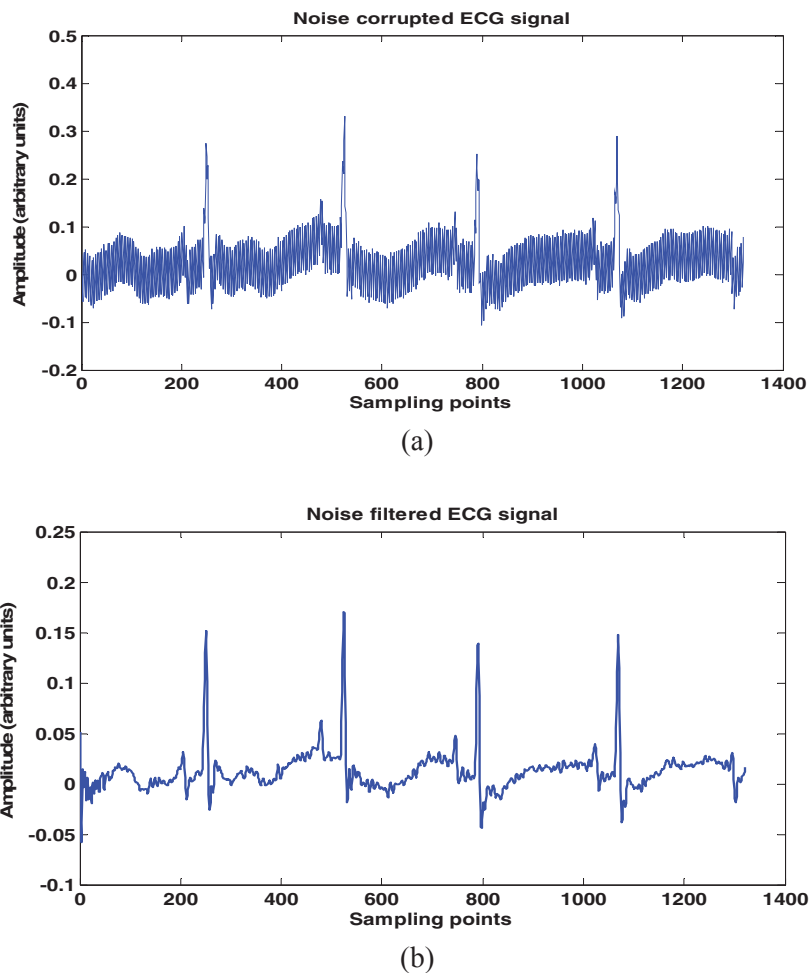 Noise corrupted ECG signal
0.5
0.4
0.3
0.2
0.1
0
-0.1
-0.2
Amplitude (arbitrary units)
0 200 400 600 800 1000 1200 1400
Sampling points
(a)
Noise filtered ECG signal
0.25
0.2
0.15
0.1
0.05
0
-0.05
-0.1
Amplitude (arbitrary units)
0 200 400 600 800 1000 1200 1400
Sampling points
(b)